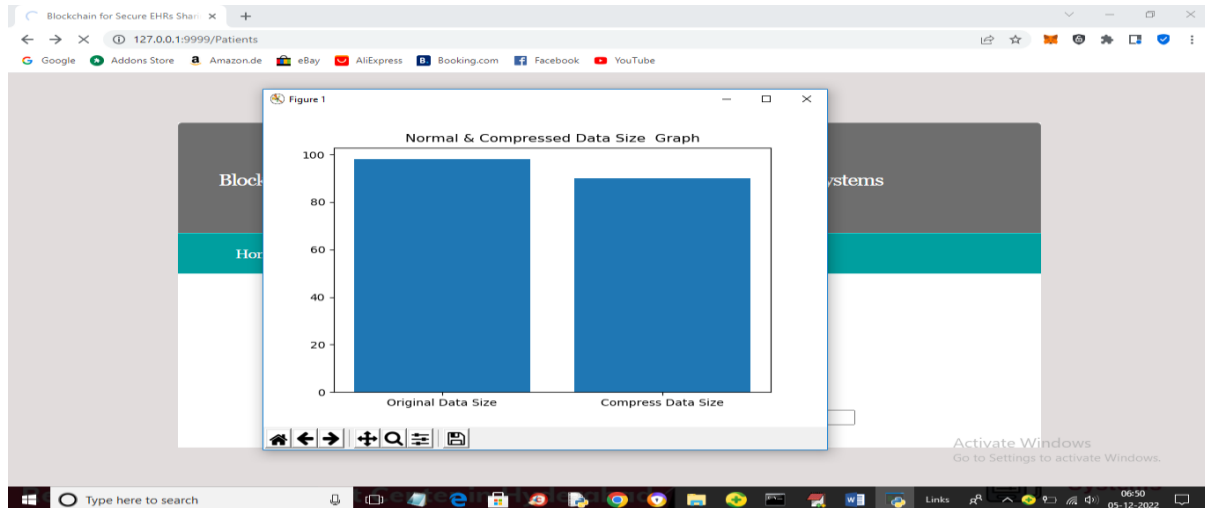 Blockchain for Secure EHRs Shari
127.0.0.1:9999/Patients
Google Addons Store Amazon.de eBay AliExpress B. Booking.com Facebook YouTube
Figure 1
Normal & Compressed Data Size Graph
100
80
60
40
20
0
Original Data Size Compress Data Size
Block ystems
Hor
Activate Windows
Go to Settings to activate Windows.
Type here to search Links 06:50
05-12-2022